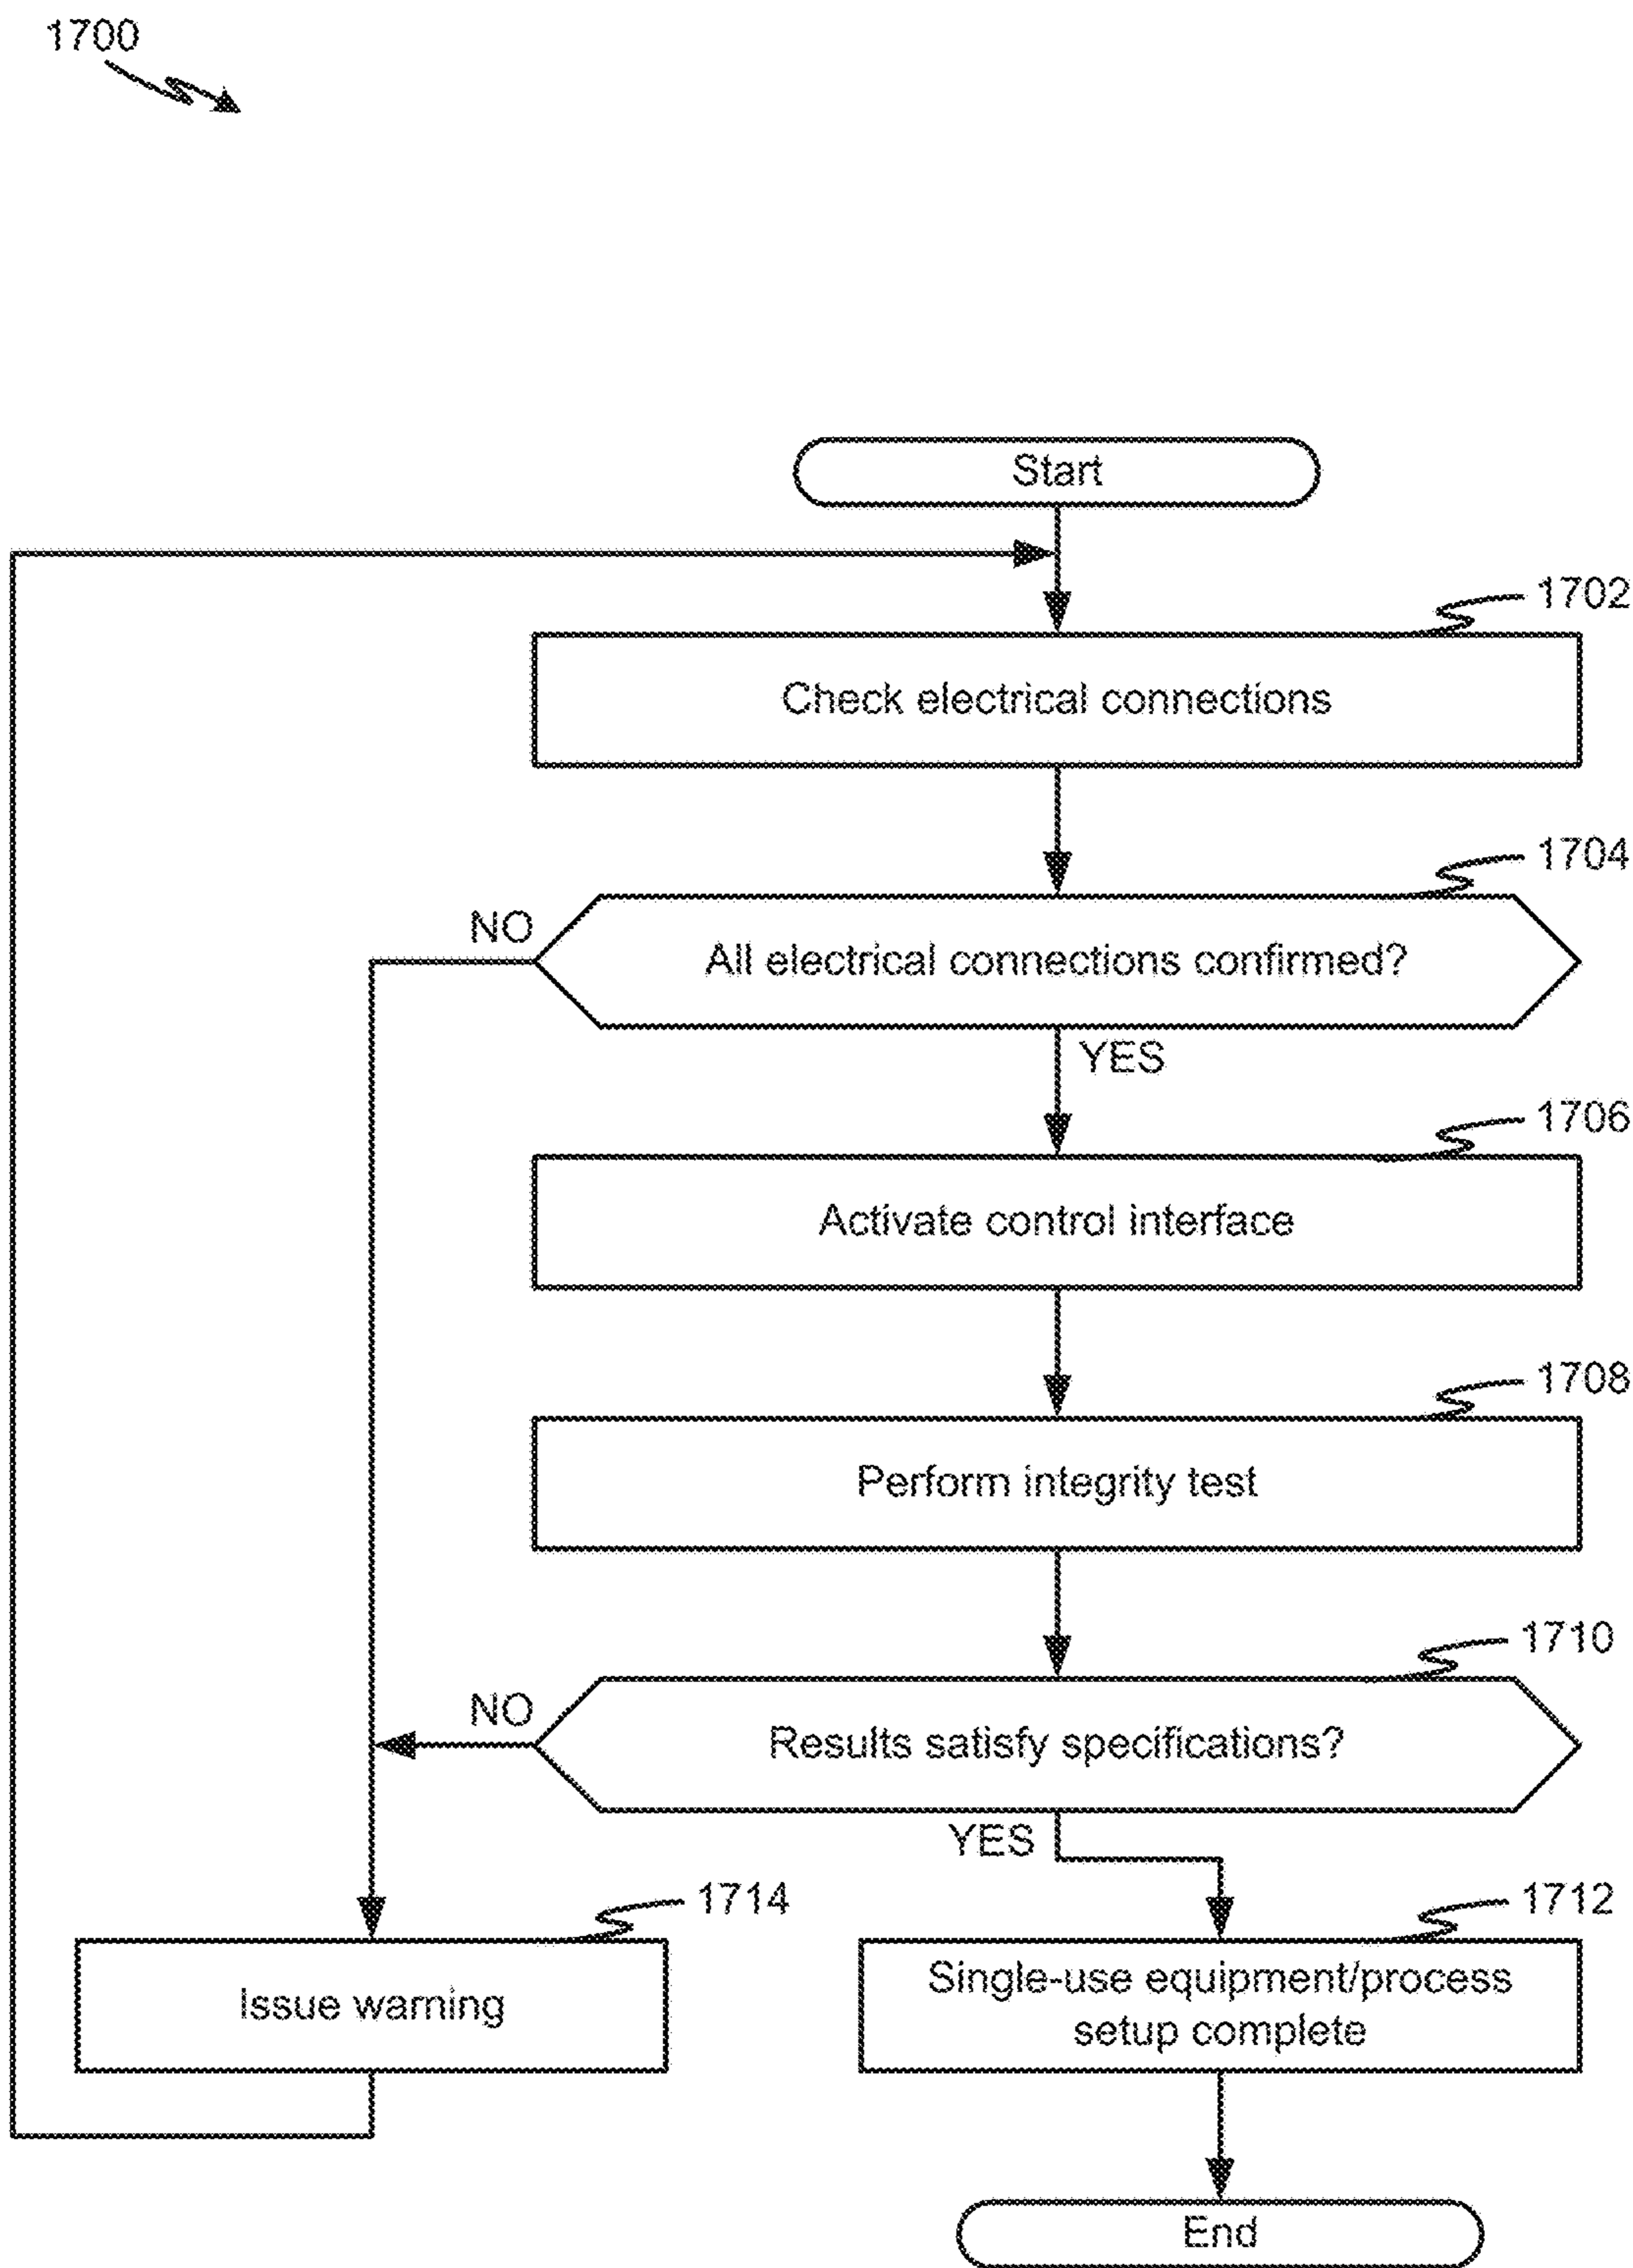 1700
Start
1702
Check electrical connections
1704
NO
All electrical connections confirmed?
YES
1706
Activate control interface
1708
Perform integrity test
1710
NO
Results satisfy specifications?
YES
1714
1712
Issue warning
Single-use equipment/process
setup complete
End